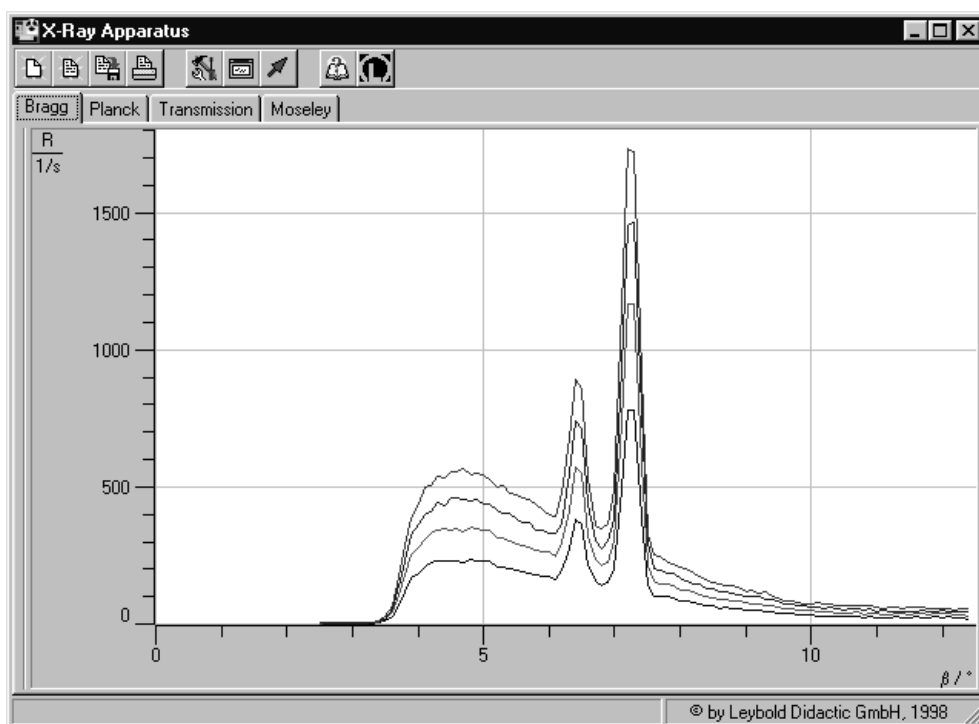 X-Ray Apparatus
Bragg Planck Transmission Moseley
R
1/s
1500
1000
500
0
0 5 10
β / °
© by Leybold Didactic GmbH, 1998